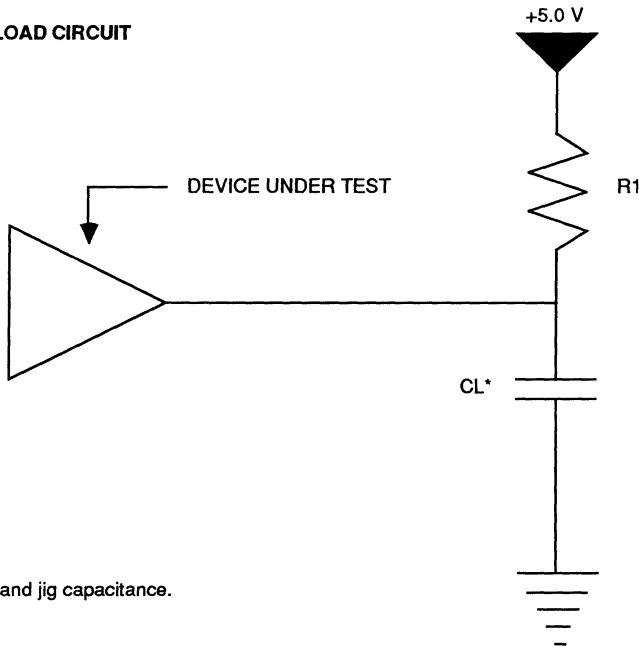 +5.0 V
LOAD CIRCUIT
DEVICE UNDER TEST
R1
CL*
and jig capacitance.